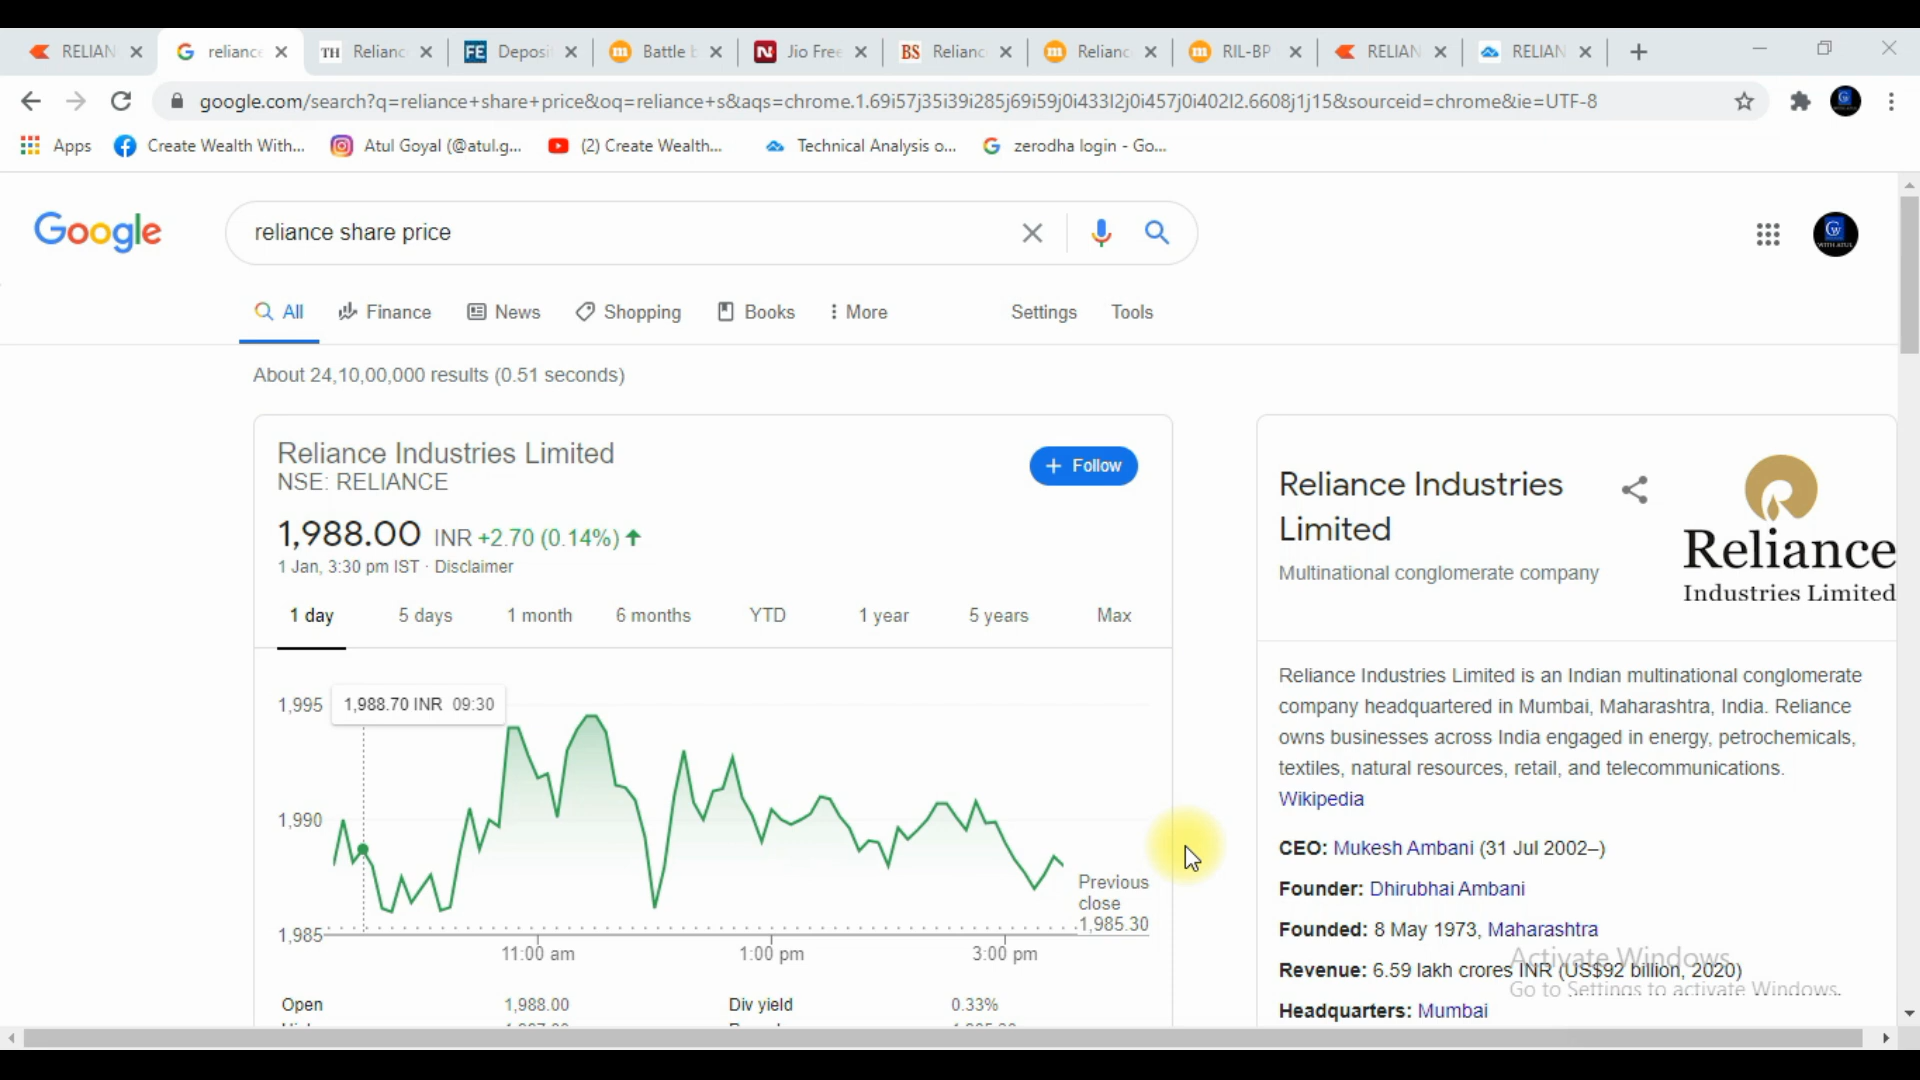 RELIAN
reliance
TH Relianc
FE Deposi
Battle b
Jio Free
BS Relianc
Relianc
RIL-BP
RELIAN
RELIAN
google.com/search?q=reliance+share+price&oq=reliance+s&aqs=chrome.1.69i57j35i39i285j69i59j0i433l2j0i457j0i402l2.6608j1j15&sourceid=chrome&ie=UTF-8
Apps
Create Wealth With...
Atul Goyal (@atul.g...
(2) Create Wealth...
Technical Analysis o...
zerodha login - Go...
Google
reliance share price
All
Finance
News
Shopping
Books
More
Settings
Tools
About 24,10,00,000 results (0.51 seconds)
Reliance Industries Limited
NSE: RELIANCE
+ Follow
1,988.00 INR +2.70 (0.14%)
1 Jan, 3:30 pm IST · Disclaimer
1 day
5 days
1 month
6 months
YTD
1 year
5 years
Max
1,995
1,988.70 INR 09:30
1,990
1,985
Previous
close
1,985.30
11:00 am
1:00 pm
3:00 pm
Open 1,988.00
Div yield 0.33%
Reliance Industries
Limited
Multinational conglomerate company
Reliance
Industries Limited
Reliance Industries Limited is an Indian multinational conglomerate
company headquartered in Mumbai, Maharashtra, India. Reliance
owns businesses across India engaged in energy, petrochemicals,
textiles, natural resources, retail, and telecommunications.
Wikipedia
CEO: Mukesh Ambani (31 Jul 2002–)
Founder: Dhirubhai Ambani
Founded: 8 May 1973, Maharashtra
Revenue: 6.59 lakh crores INR (US$92 billion, 2020)
Headquarters: Mumbai
Activate Windows
Go to Settings to activate Windows.